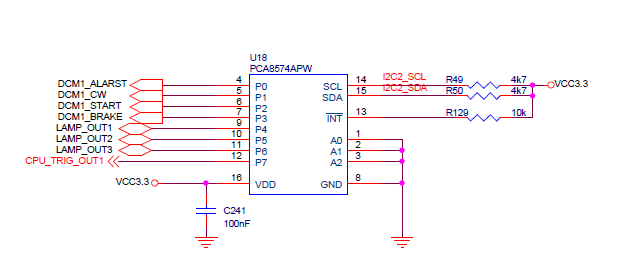 U18
PCA8574APW
DCM1_ALARST 4 P0 SCL 14 I2C2_SCL R49 4k7 VCC3.3
DCM1_CW 5 P1 SDA 15 I2C2_SDA R50 4k7
DCM1_START 6 P2
DCM1_BRAKE 7 P3 INT 13 R129 10k
LAMP_OUT1 9 P4
LAMP_OUT2 10 P5 A0 1
LAMP_OUT3 11 P6 A1 2
CPU_TRIG_OUT1 12 P7 A2 3
VCC3.3 16 VDD GND 8
C241
100nF